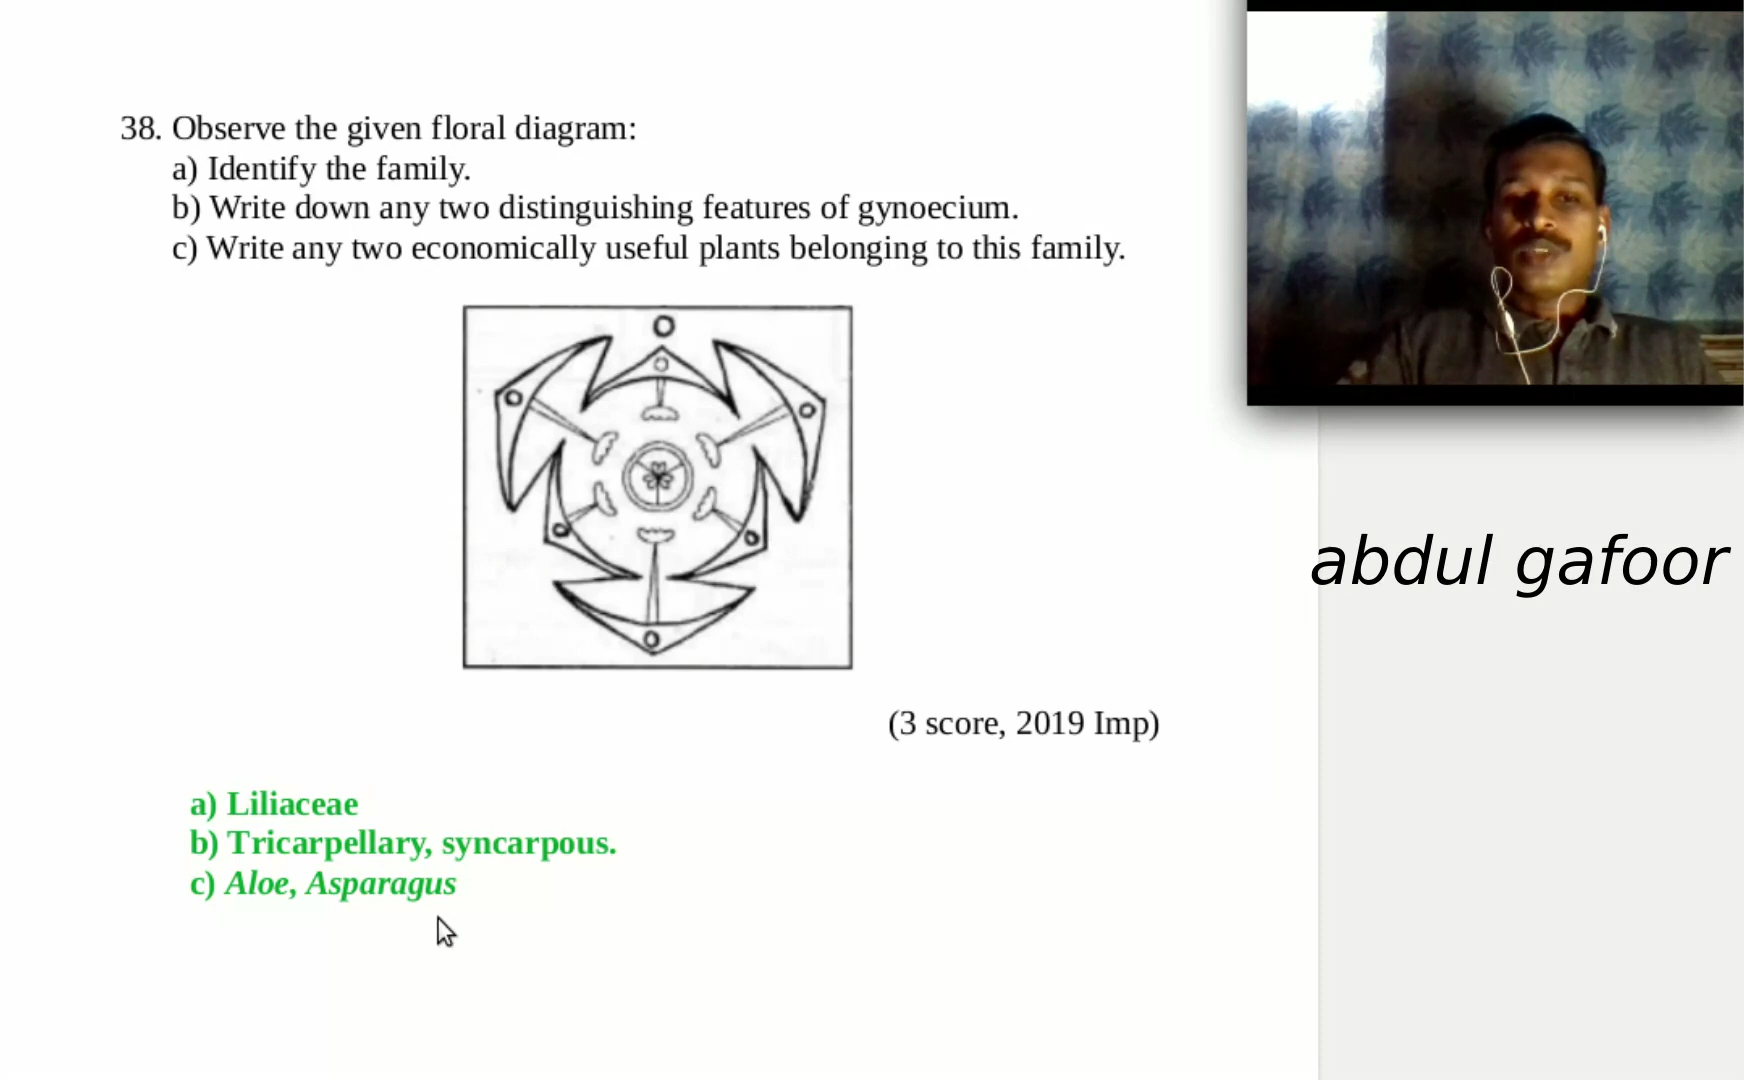 38. Observe the given floral diagram:
a) Identify the family.
b) Write down any two distinguishing features of gynoecium.
c) Write any two economically useful plants belonging to this family.
(3 score, 2019 Imp)
a) Liliaceae
b) Tricarpellary, syncarpous.
c) Aloe, Asparagus
abdul gafoor